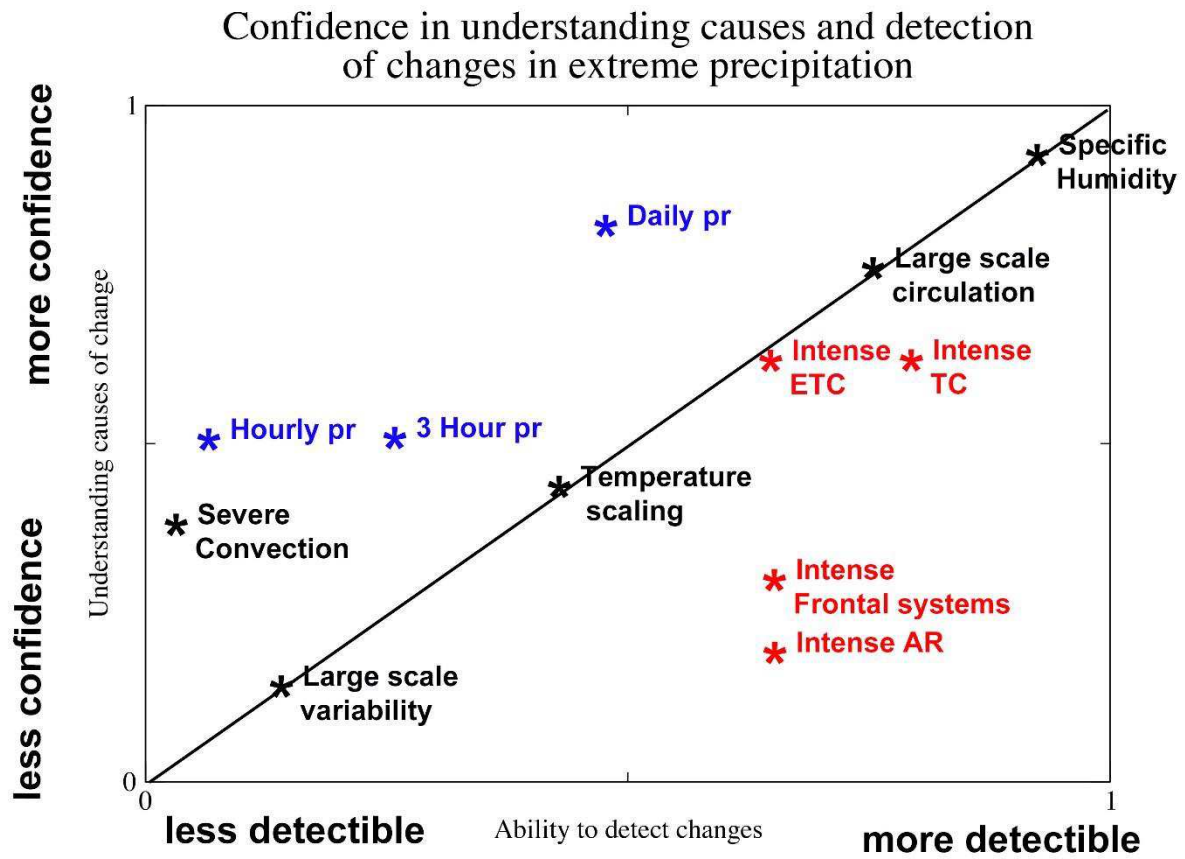 Confidence in understanding causes and detection
of changes in extreme precipitation
more confidence
less confidence
Understanding causes of change
1
0
Specific
Humidity
* Daily pr
* Large scale
circulation
* Intense
ETC
* Intense
TC
* Hourly pr
* 3 Hour pr
* Temperature
scaling
* Severe
Convection
* Intense
Frontal systems
* Intense AR
* Large scale
variability
0
1
less detectible
Ability to detect changes
more detectible